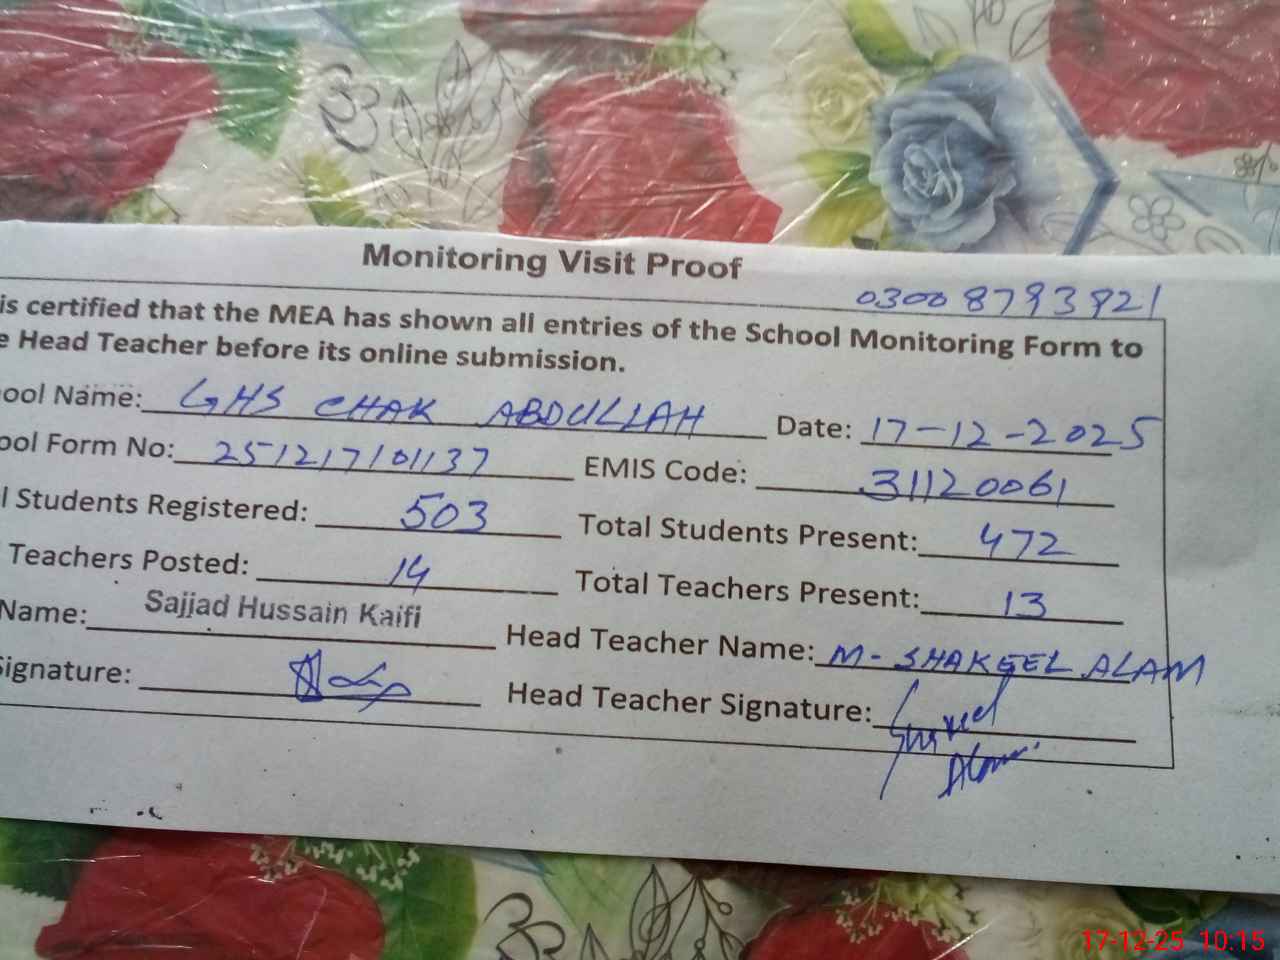 Monitoring Visit Proof
03008793921
is certified that the MEA has shown all entries of the School Monitoring Form to
e Head Teacher before its online submission.
ool Name: GHS CHAK ABDULLAH Date: 17-12-2025
ool Form No: 251217101137 EMIS Code: 31120061
l Students Registered: 503 Total Students Present: 472
Teachers Posted: 14 Total Teachers Present: 13
Name: Sajjad Hussain Kaifi Head Teacher Name: M- SHAKEEL ALAM
Signature: Head Teacher Signature: Shakeel
Alam
17-12-25 10:15